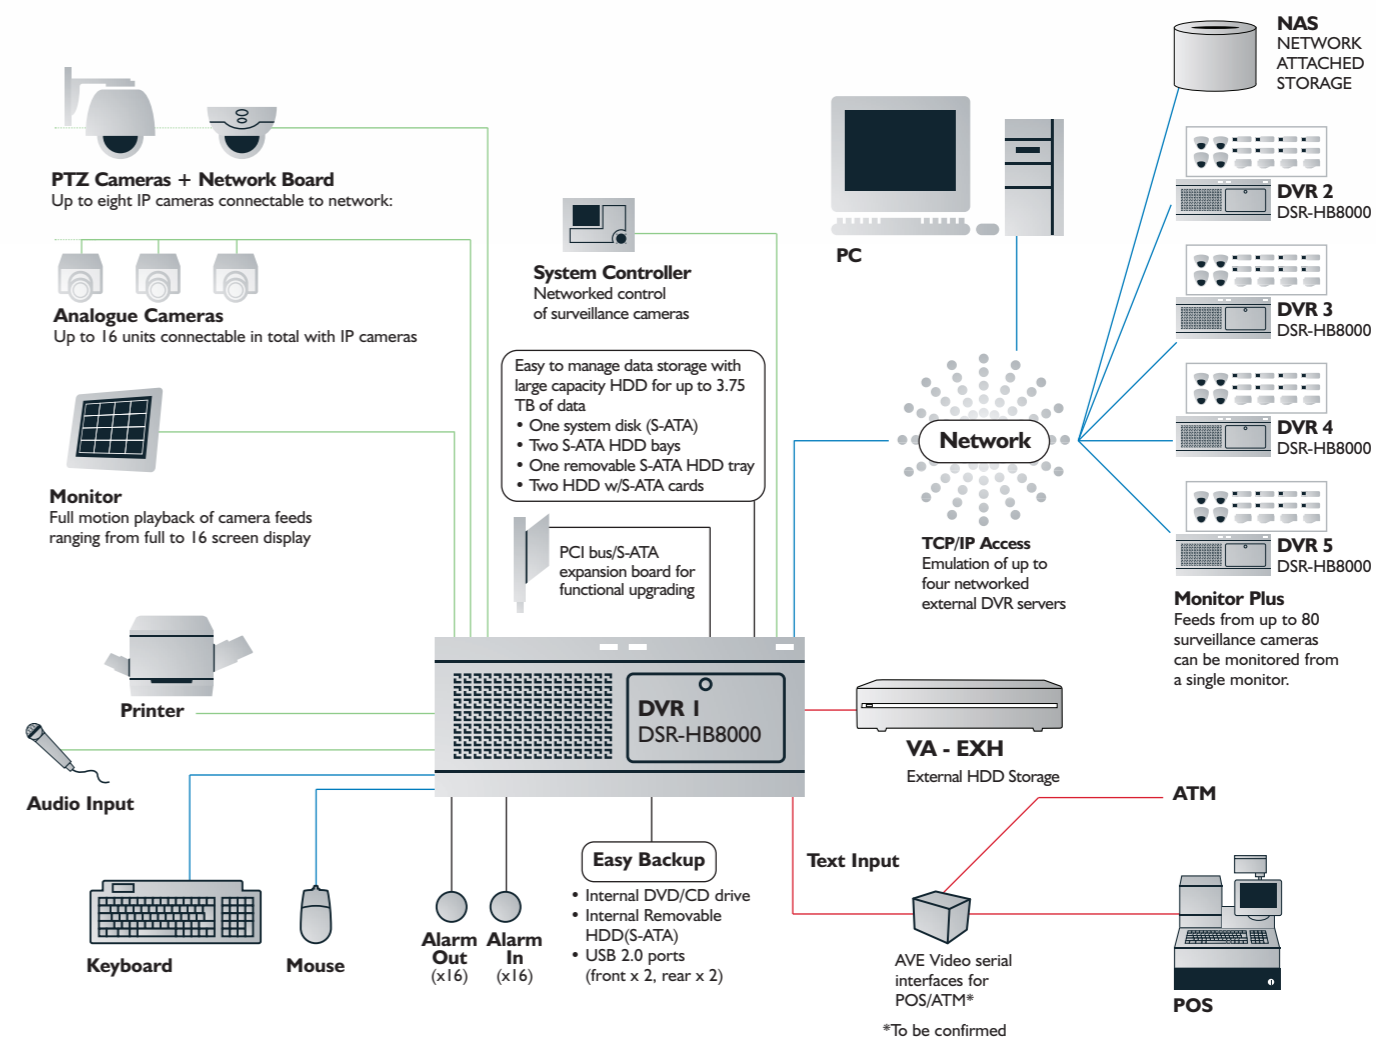 NAS
NETWORK
ATTACHED
STORAGE
PTZ Cameras + Network Board
Up to eight IP cameras connectable to network:
Analogue Cameras
Up to 16 units connectable in total with IP cameras
System Controller
Networked control
of surveillance cameras
PC
DVR 2
DSR-HB8000
DVR 3
DSR-HB8000
DVR 4
DSR-HB8000
DVR 5
DSR-HB8000
Monitor Plus
Feeds from up to 80
surveillance cameras
can be monitored from
a single monitor.
Easy to manage data storage with
large capacity HDD for up to 3.75
TB of data
• One system disk (S-ATA)
• Two S-ATA HDD bays
• One removable S-ATA HDD tray
• Two HDD w/S-ATA cards
Network
TCP/IP Access
Emulation of up to
four networked
external DVR servers
Monitor
Full motion playback of camera feeds
ranging from full to 16 screen display
PCI bus/S-ATA
expansion board for
functional upgrading
Printer
DVR 1
DSR-HB8000
VA - EXH
External HDD Storage
Audio Input
ATM
Text Input
Easy Backup
• Internal DVD/CD drive
• Internal Removable
HDD(S-ATA)
• USB 2.0 ports
(front x 2, rear x 2)
Keyboard
Mouse
Alarm
Out
(x16)
Alarm
In
(x16)
AVE Video serial
interfaces for
POS/ATM*
*To be confirmed
POS